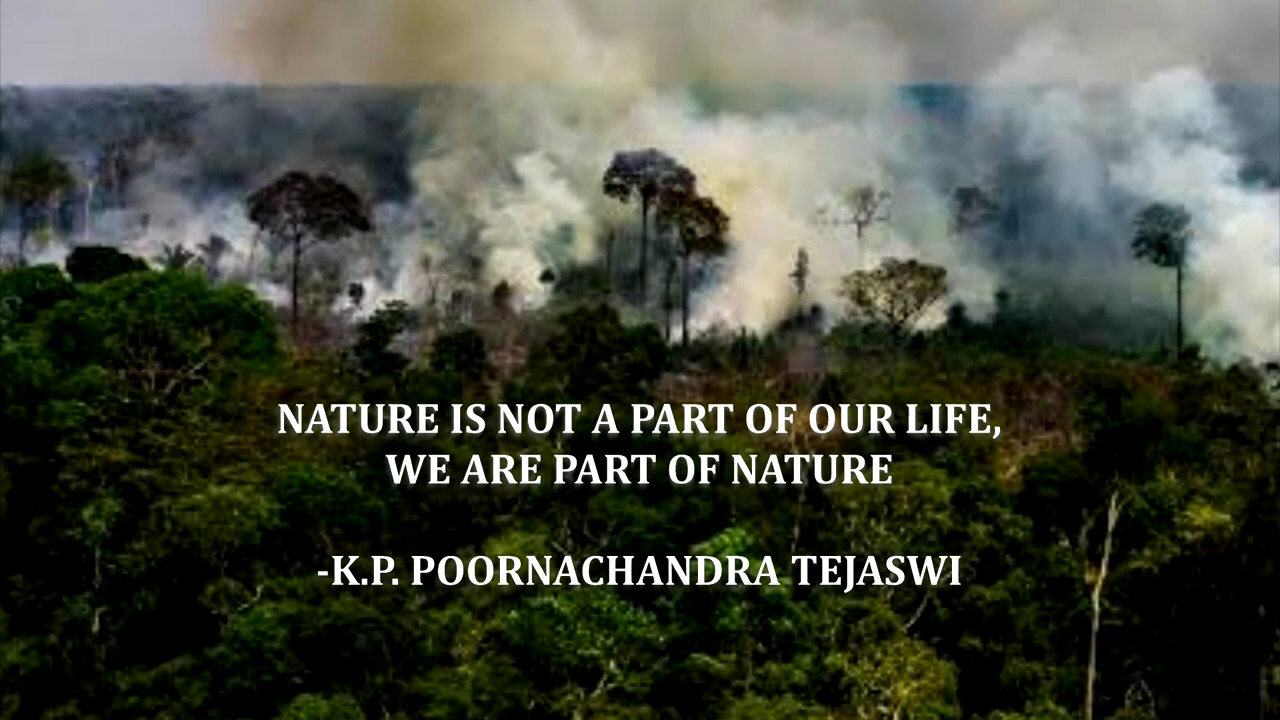 NATURE IS NOT A PART OF OUR LIFE,
WE ARE PART OF NATURE
-K.P. POORNACHANDRA TEJASWI